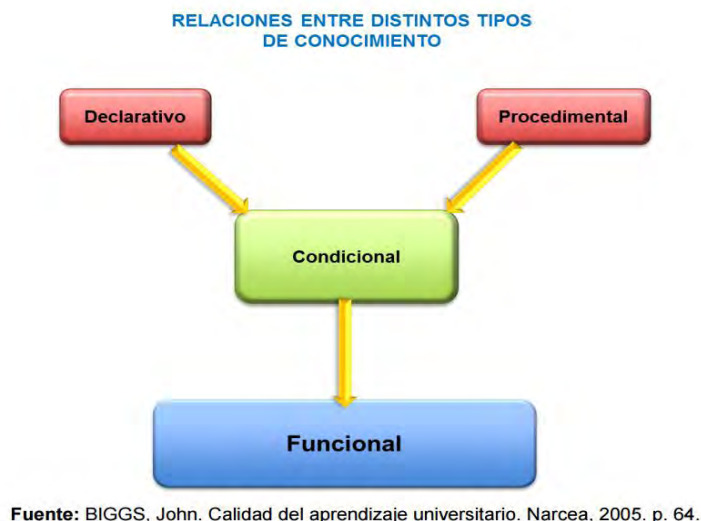 RELACIONES ENTRE DISTINTOS TIPOS
DE CONOCIMIENTO
Declarativo
Procedimental
Condicional
Funcional
Fuente: BIGGS, John. Calidad del aprendizaje universitario. Narcea. 2005. p. 64.